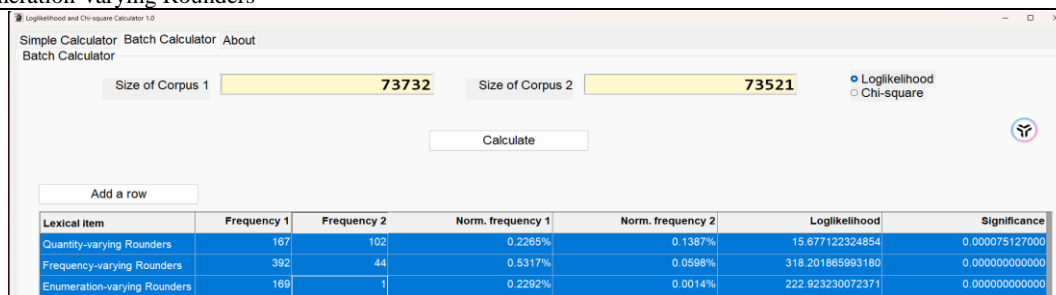 neration-varying Rounders
Loglikelihood and Chi-square Calculator 1.0
Simple Calculator Batch Calculator About
Batch Calculator
Size of Corpus 1 73732 Size of Corpus 2 73521 Loglikelihood
Chi-square
Calculate
Add a row
Lexical item Frequency 1 Frequency 2 Norm. frequency 1 Norm. frequency 2 Loglikelihood Significance
Quantity-varying Rounders 167 102 0.2265% 0.1387% 15.677122324854 0.000075127000
Frequency-varying Rounders 392 44 0.5317% 0.0598% 318.201865993180 0.000000000000
Enumeration-varying Rounders 169 1 0.2292% 0.0014% 222.923230072371 0.000000000000